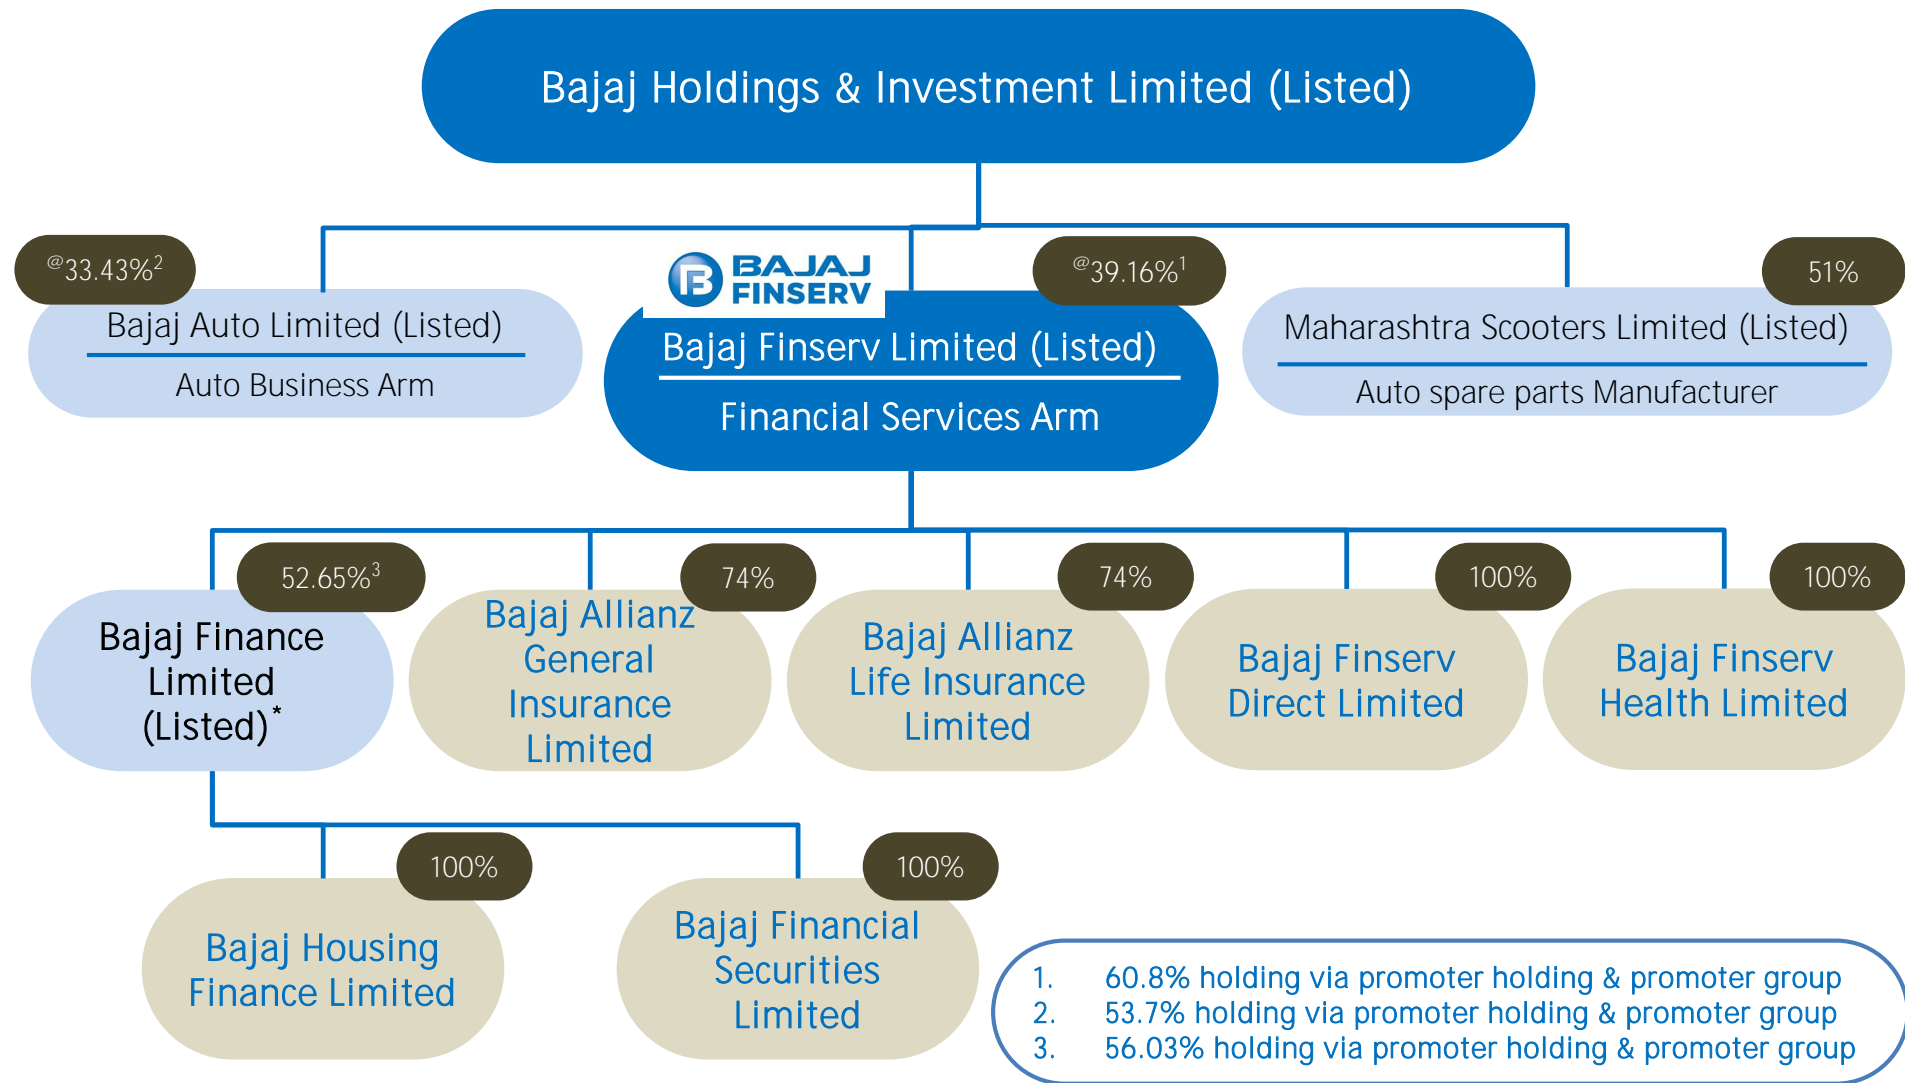 Bajaj Holdings & Investment Limited (Listed)
@33.43%2
Bajaj Auto Limited (Listed)
Auto Business Arm
BAJAJ
FINSERV
@39.16%1
Bajaj Finserv Limited (Listed)
Financial Services Arm
51%
Maharashtra Scooters Limited (Listed)
Auto spare parts Manufacturer
52.65%3
Bajaj Finance
Limited
(Listed)*
74%
Bajaj Allianz
General
Insurance
Limited
74%
Bajaj Allianz
Life Insurance
Limited
100%
Bajaj Finserv
Direct Limited
100%
Bajaj Finserv
Health Limited
100%
Bajaj Housing
Finance Limited
100%
Bajaj Financial
Securities
Limited
1. 60.8% holding via promoter holding & promoter group
2. 53.7% holding via promoter holding & promoter group
3. 56.03% holding via promoter holding & promoter group